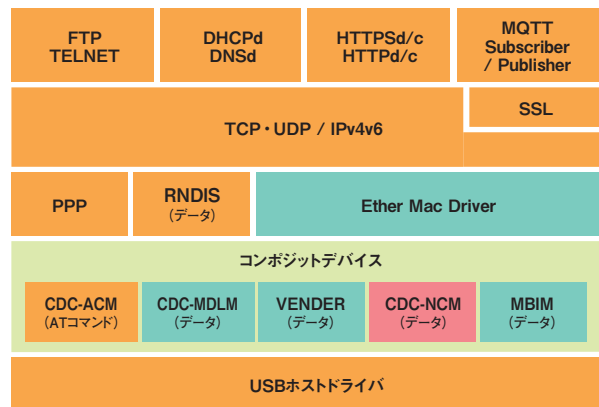 FTP
TELNET
DHCPd
DNSd
HTTPSd/c
HTTPd/c
MQTT
Subscriber
/ Publisher
TCP・UDP / IPv4v6
SSL
PPP
RNDIS
(データ)
Ether Mac Driver
コンポジットデバイス
CDC-ACM
(ATコマンド)
CDC-MDLM
(データ)
VENDER
(データ)
CDC-NCM
(データ)
MBIM
(データ)
USBホストドライバ